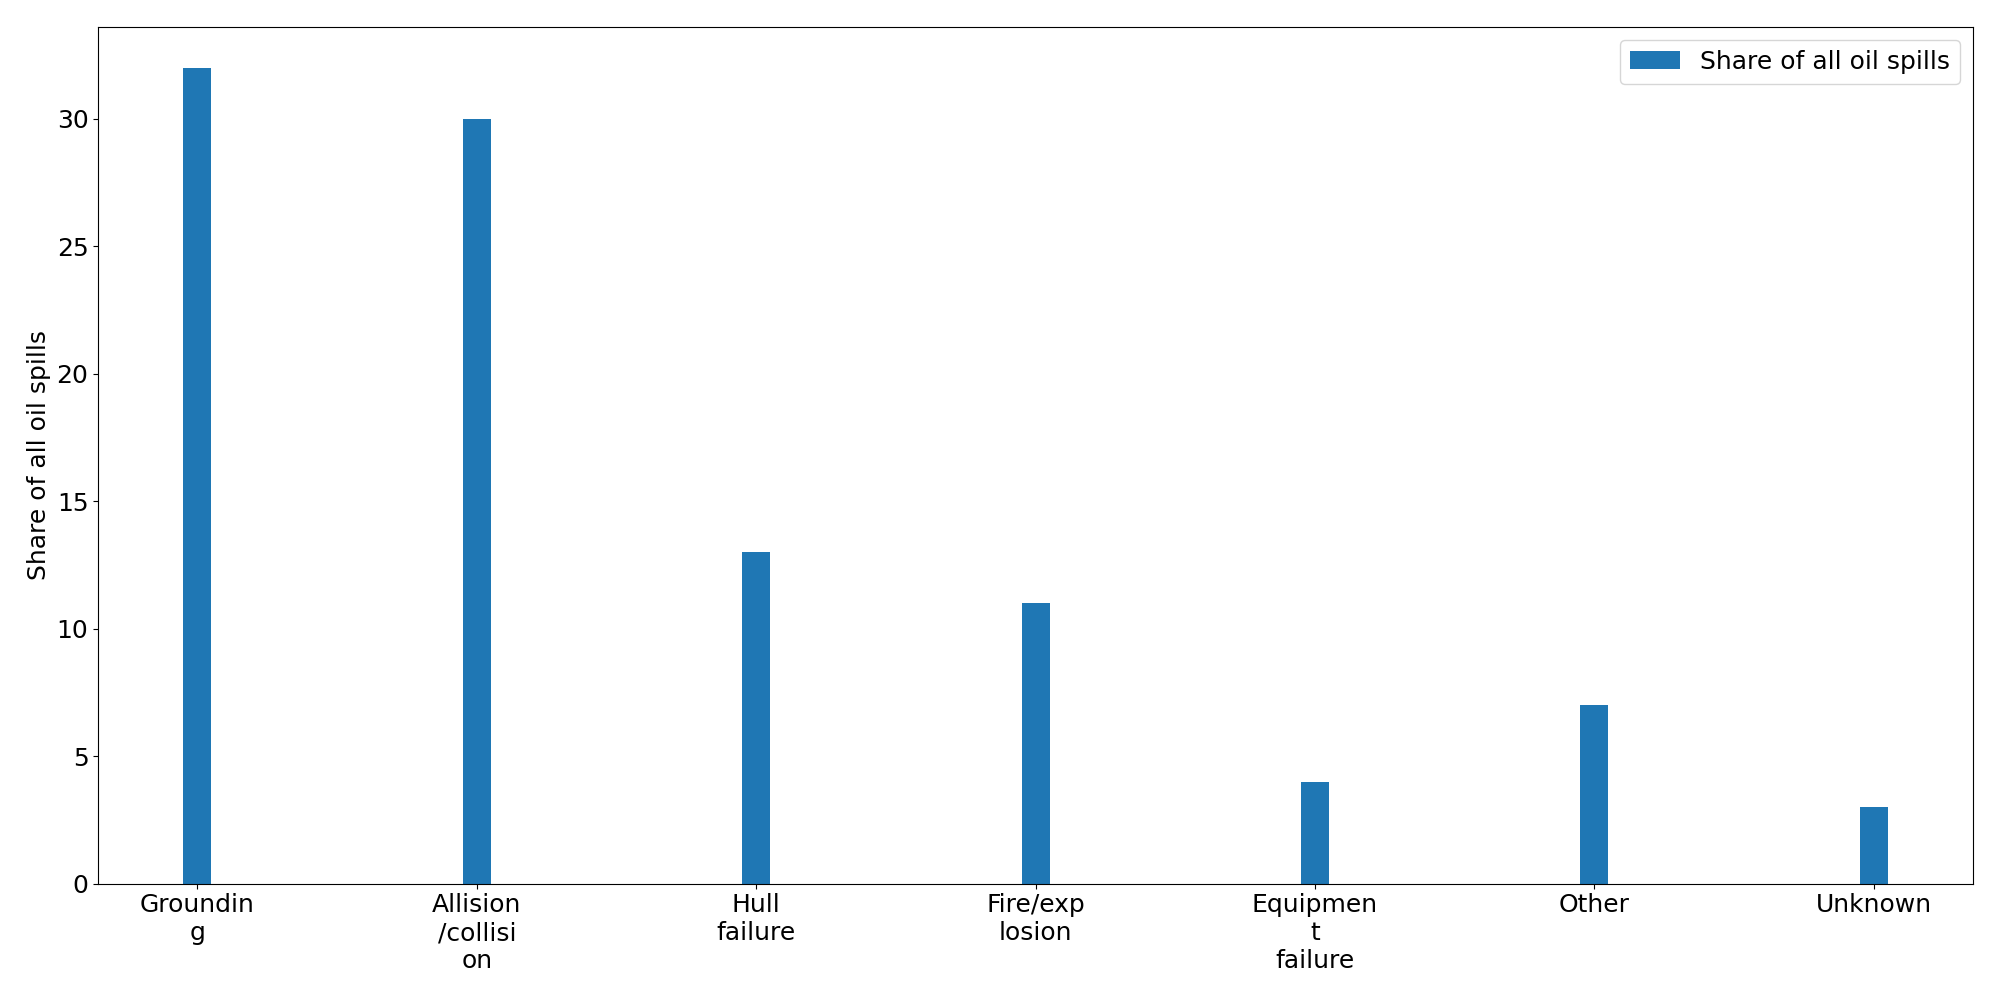 Share of all oil spills
Share of all oil spills
30
25
20
15
10
5
0
Groundin
g
Allision
/collisi
on
Hull
failure
Fire/exp
losion
Equipmen
t
failure
Other
Unknown